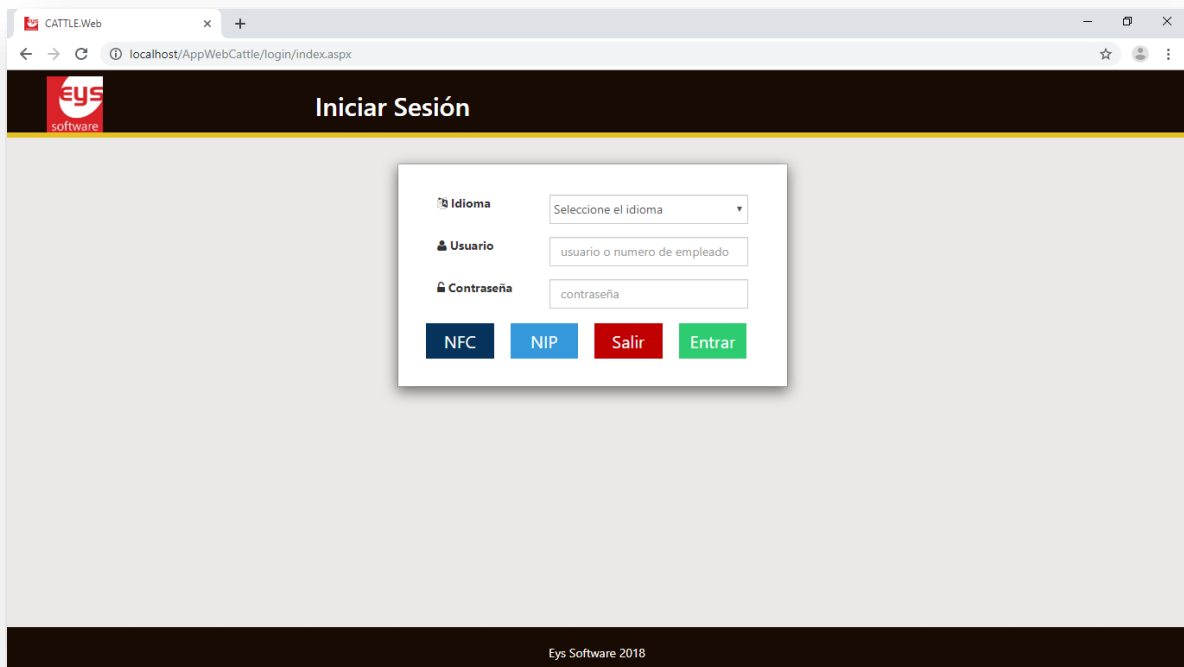 CATTLE.Web
localhost/AppWebCattle/login/index.aspx
Eys
software
Iniciar Sesión
Idioma
Seleccione el idioma
Usuario
usuario o numero de empleado
Contraseña
contraseña
NFC NIP Salir Entrar
Eys Software 2018